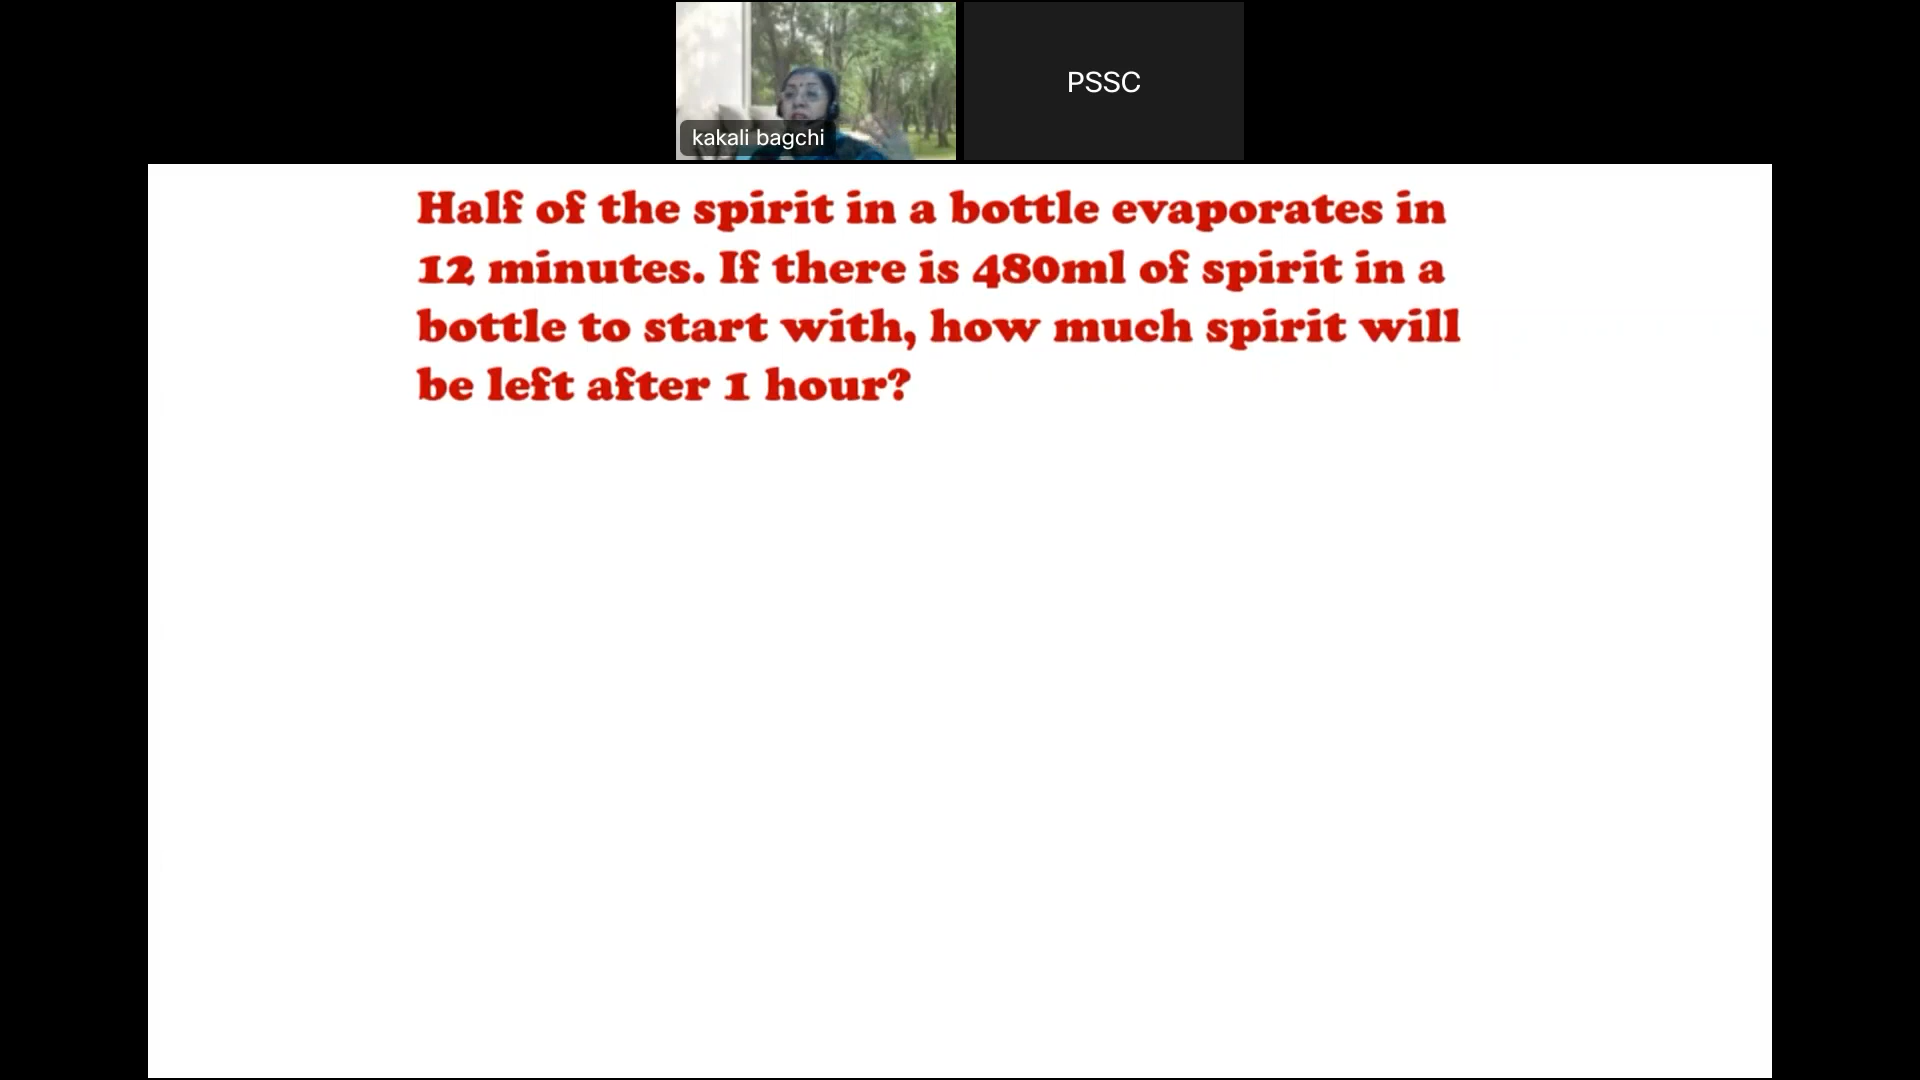 kakali bagchi
PSSC
Half of the spirit in a bottle evaporates in
12 minutes. If there is 480ml of spirit in a
bottle to start with, how much spirit will
be left after 1 hour?